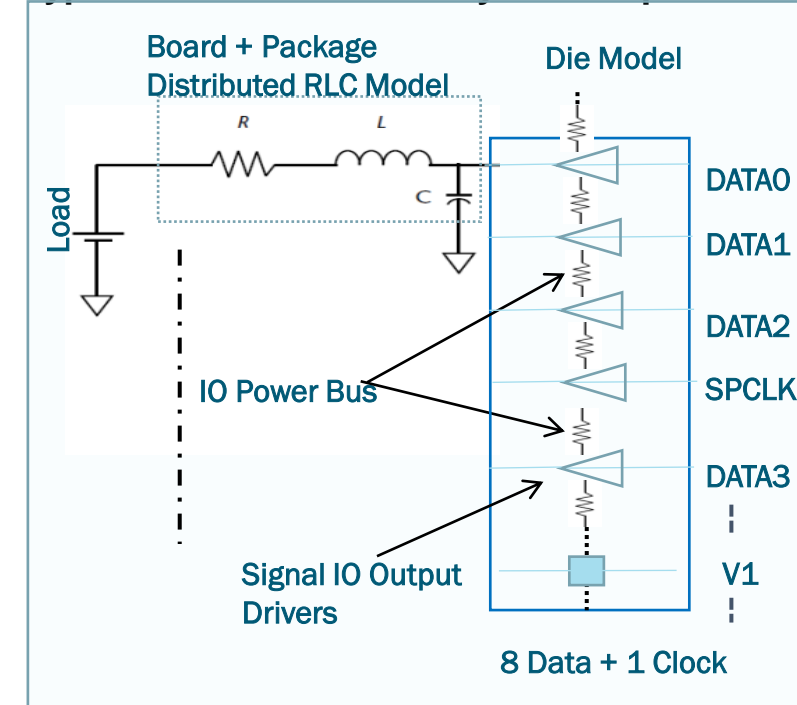 Board + Package
Distributed RLC Model
Die Model
R
L
C
Load
DATA0
DATA1
DATA2
IO Power Bus
SPCLK
DATA3
Signal IO Output
Drivers
V1
8 Data + 1 Clock